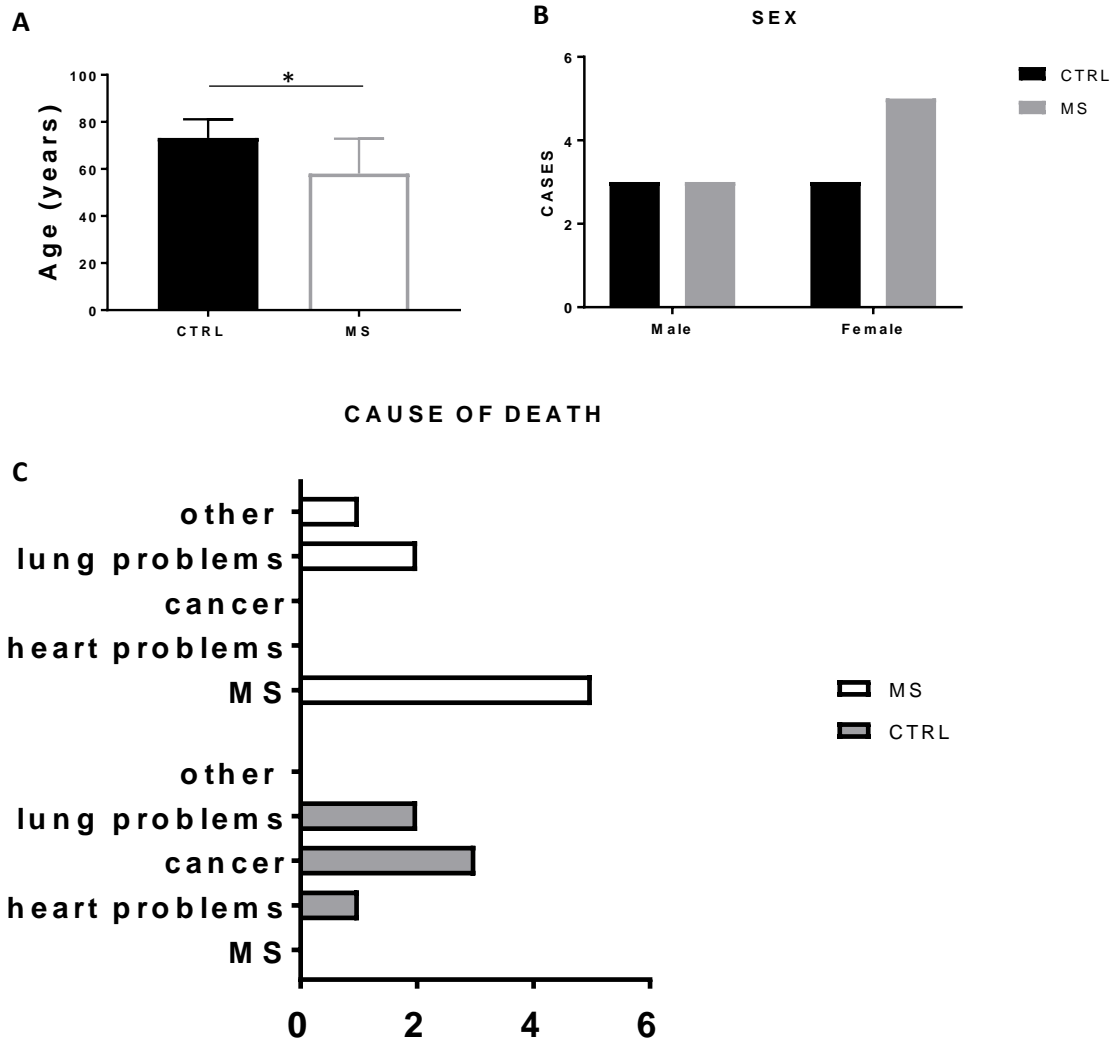 A
100
80
60
40
20
0
Age (years)
*
CTRL
MS
B
SEX
6
4
2
0
CASES
Male
Female
CTRL
MS
CAUSE OF DEATH
C
other
lung problems
cancer
heart problems
MS
other
lung problems
cancer
heart problems
MS
0 2 4 6
MS
CTRL